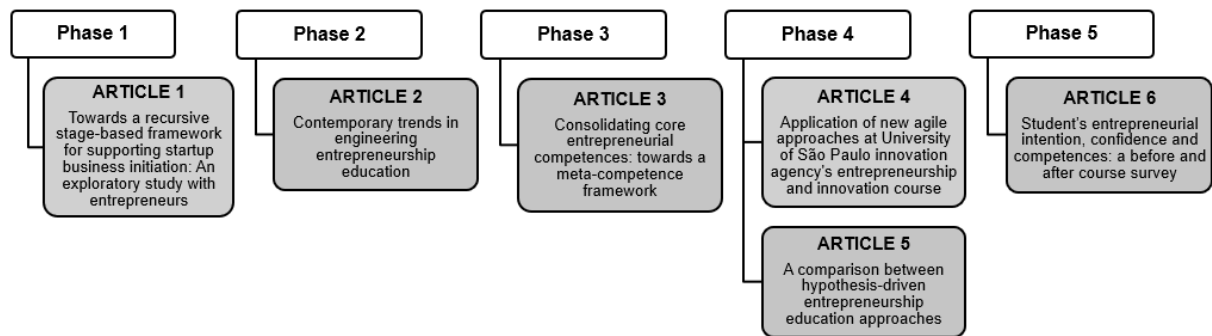 Phase 1
Phase 2
Phase 3
Phase 4
Phase 5
ARTICLE 1
Towards a recursive
stage-based framework
for supporting startup
business initiation: An
exploratory study with
entrepreneurs
ARTICLE 2
Contemporary trends in
engineering
entrepreneurship
education
ARTICLE 3
Consolidating core
entrepreneurial
competences: towards a
meta-competence
framework
ARTICLE 4
Application of new agile
approaches at University
of São Paulo innovation
agency's entrepreneurship
and innovation course
ARTICLE 6
Student's entrepreneurial
intention, confidence and
competences: a before and
after course survey
ARTICLE 5
A comparison between
hypothesis-driven
entrepreneurship
education approaches